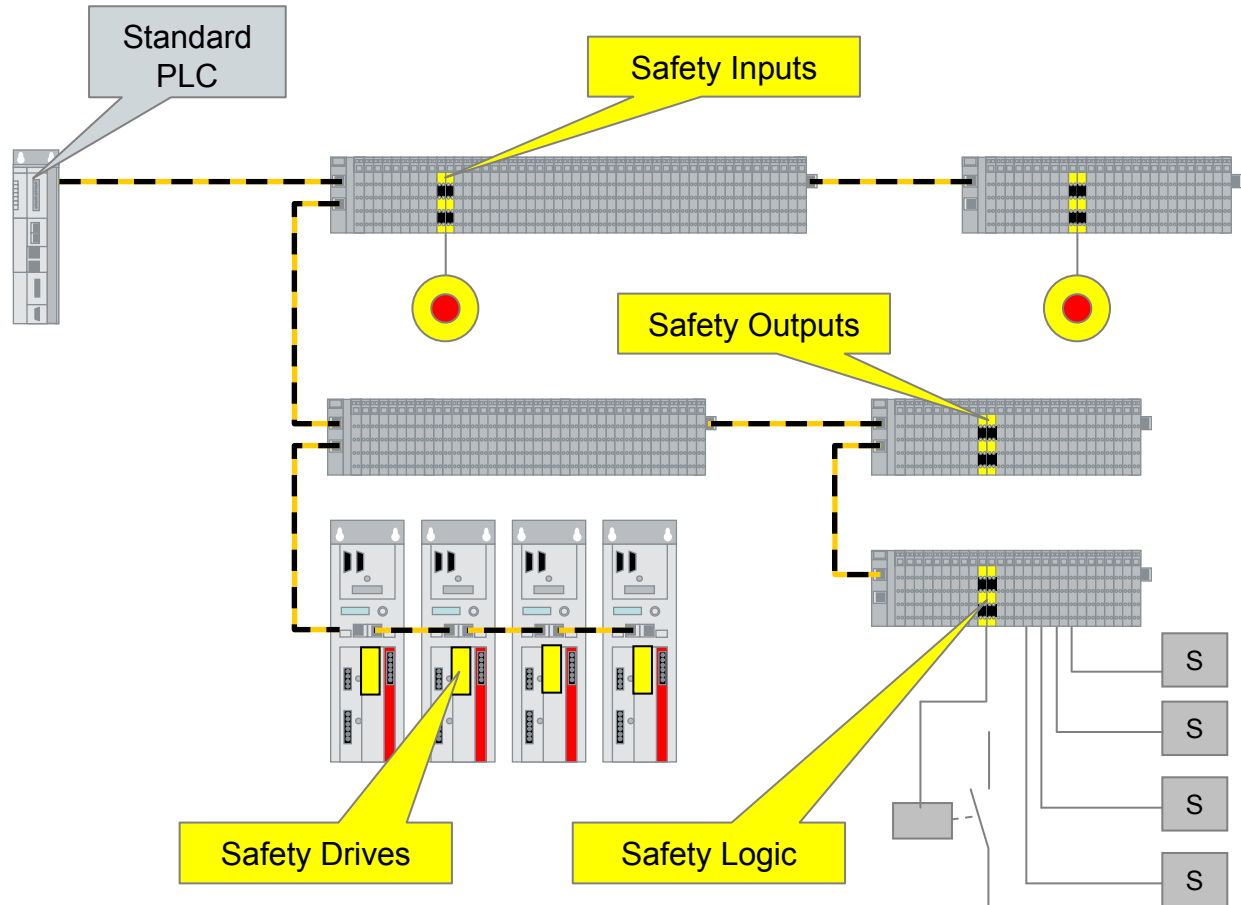 Standard
PLC
Safety Inputs
Safety Outputs
S
S
Safety Drives
Safety Logic
S
S